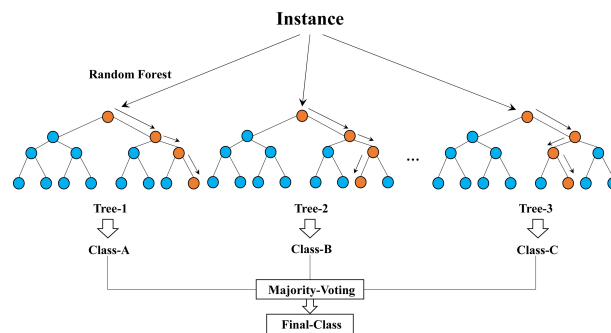 Instance
Random Forest
...
Tree-1 Tree-2 Tree-3
Class-A Class-B Class-C
Majority-Voting
Final-Class